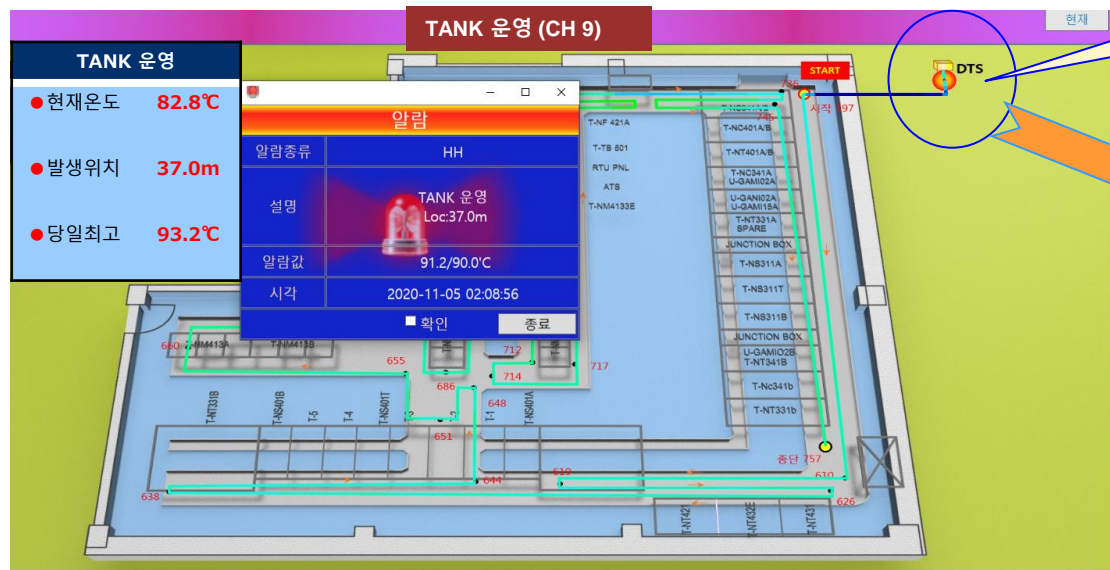 TANK 운영 (CH 9)
현재
TANK 운영
현재온도 82.8℃
발생위치 37.0m
당일최고 93.2℃
알람
알람종류 HH
설명 TANK 운영
Loc:37.0m
알람값 91.2/90.0'C
시각 2020-11-05 02:08:56
확인 종료
START
DTS
745
T-NF 421A
T-TB 801
RTU PNL
ATS
T-NM4133E
T-NC401A/B
T-NT401A/B
T-NC341A
U-GAMI02A
U-GANI02A
U-GAMI15A
T-NT331A
SPARE
JUNCTION BOX
T-NS311A
T-NS311T
T-NS311B
JUNCTION BOX
U-GAMIO2B
T-NT341B
T-Nc341b
T-NT331b
660
T-NM413A
T-NM413B
655
686
712
714
717
648
T-NT331B
T-NS401B
T-5
T-4
T-NS401T
T-1
T-NS401A
651
644
638
619
종단 757
610
626
T-NT421
T-NT432E
T-NT431